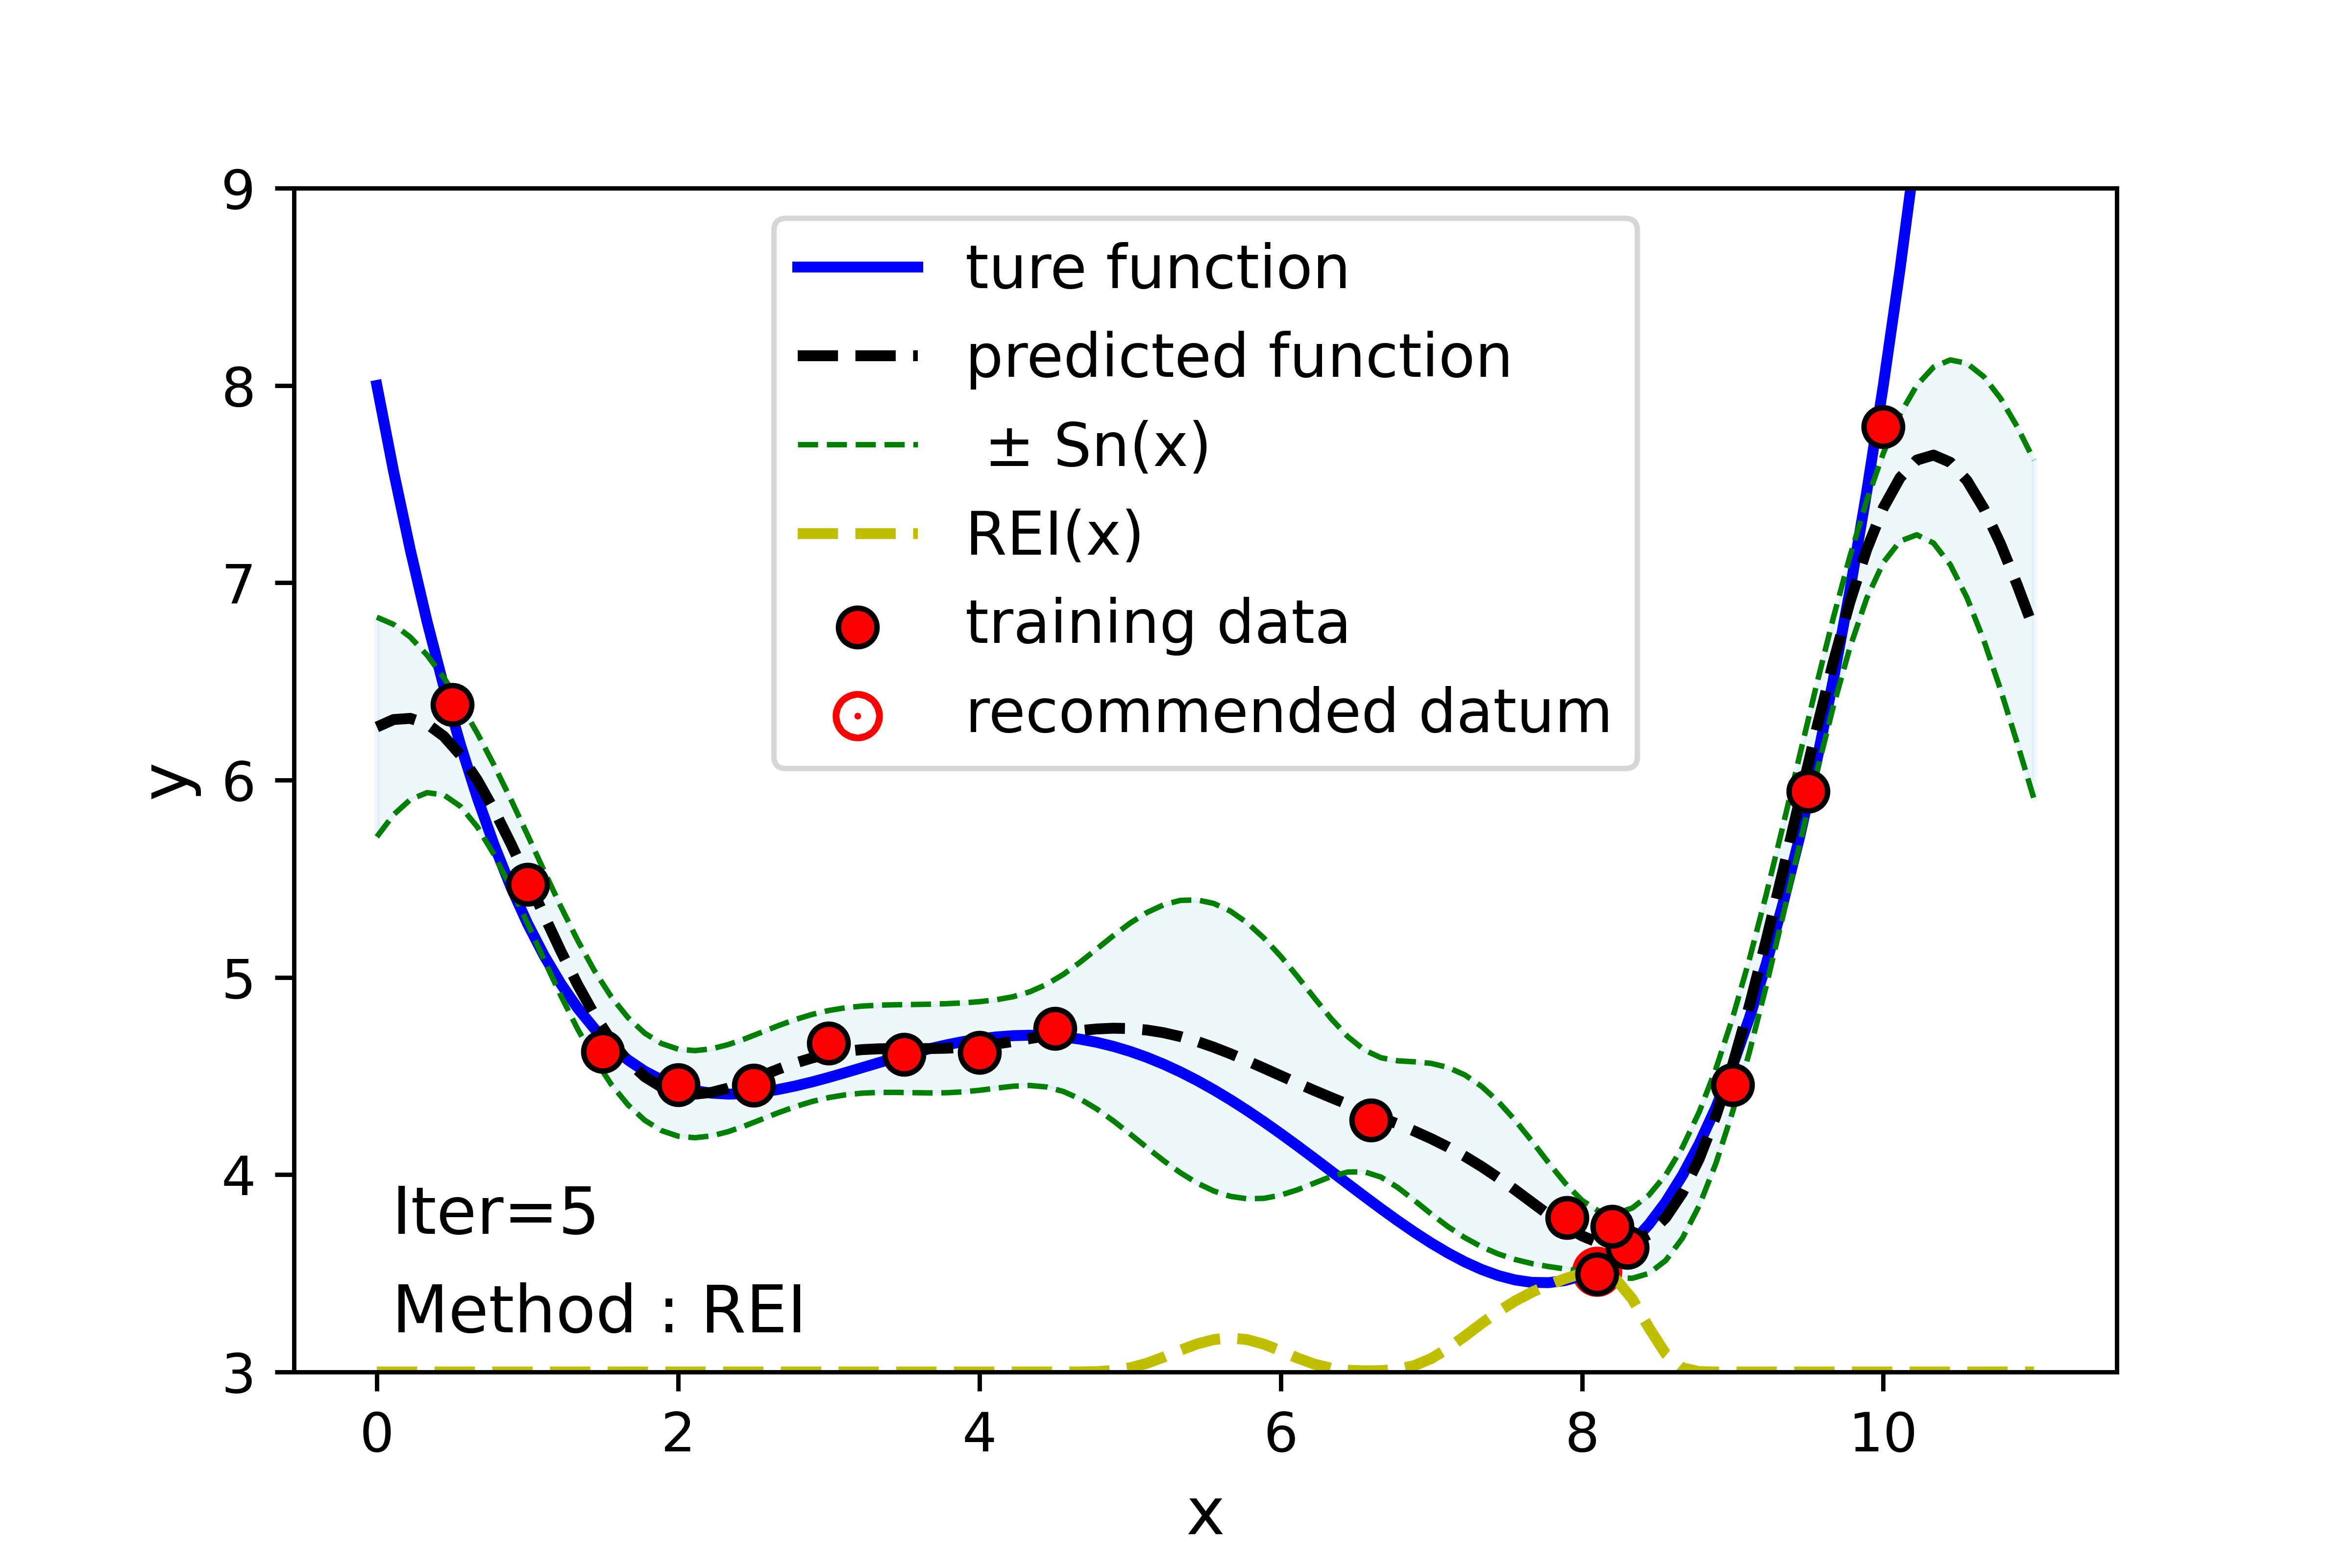 9
8
7
6
5
4
3
y
ture function
predicted function
± Sn(x)
REI(x)
training data
recommended datum
Iter=5
Method : REI
0 2 4 6 8 10
x